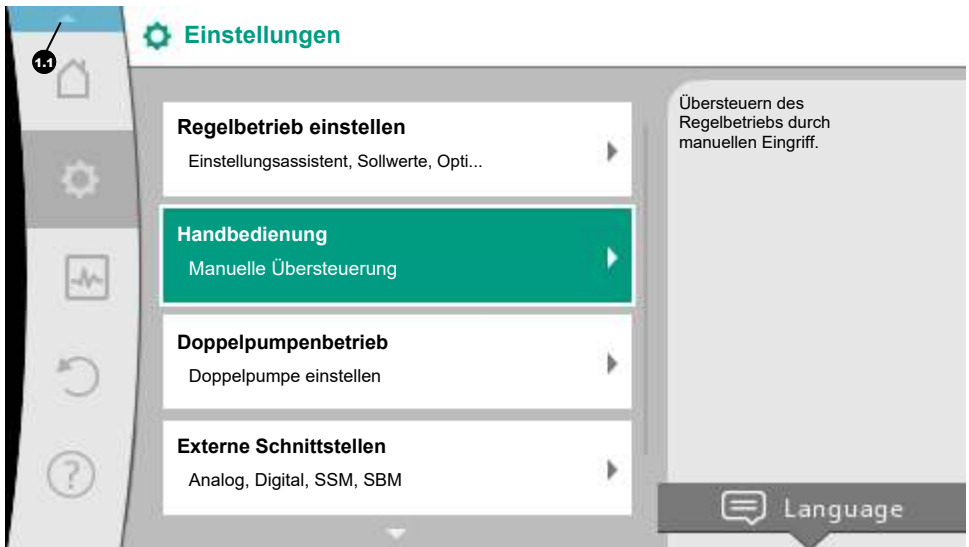 1.1
Einstellungen
Regelbetrieb einstellen
Einstellungsassistent, Sollwerte, Opti...
Handbedienung
Manuelle Übersteuerung
Doppelpumpenbetrieb
Doppelpumpe einstellen
Externe Schnittstellen
Analog, Digital, SSM, SBM
Übersteuern des
Regelbetriebs durch
manuellen Eingriff.
Language
?